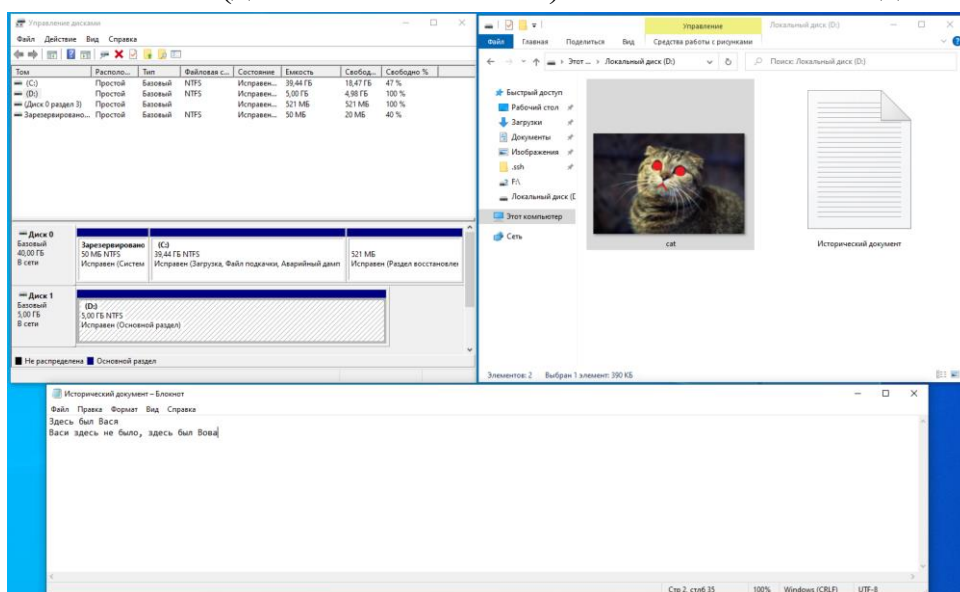 Управление дисками
Файл Действие Вид Справка
Том Располо... Тип Файловая с... Состояние Емкость Свобод... Свободно %
(C:) Простой Базовый NTFS Исправен... 39,44 ГБ 18,47 ГБ 47 %
(D:) Простой Базовый NTFS Исправен... 5,00 ГБ 4,98 ГБ 100 %
(Диск 0 раздел 3) Простой Базовый Исправен... 521 МБ 521 МБ 100 %
Зарезервировано... Простой Базовый NTFS Исправен... 50 МБ 20 МБ 40 %
Диск 0
Базовый
40,00 ГБ
В сети
Зарезервировано
50 МБ NTFS
Исправен (Систем
(C:)
39,44 ГБ NTFS
Исправен (Загрузка, Файл подкачки, Аварийный дамп
521 МБ
Исправен (Раздел восстановлен
Диск 1
Базовый
5,00 ГБ
В сети
(D:)
5,00 ГБ NTFS
Исправен (Основной раздел)
Не распределена Основной раздел
Управление
Локальный диск (D:)
Файл Главная Поделиться Вид Средства работы с рисунками
Этот ... Локальный диск (D:)
Поиск: Локальный диск (D:)
Быстрый доступ
Рабочий стол
Загрузки
Документы
Изображения
.ssh
F:\
Локальный диск (D
Этот компьютер
Сеть
cat
Исторический документ
Элементов: 2 Выбран 1 элемент: 390 КБ
Исторический документ – Блокнот
Файл Правка Формат Вид Справка
Здесь был Вася
Васи здесь не было, здесь был Вова
Стр 2, стлб 35 100% Windows (CRLF) UTF-8